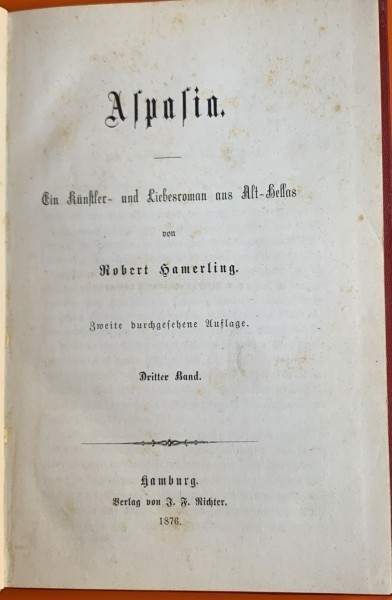 Aſpaſia.
Ein Künſtler- und Liebesroman aus Alt-Hellas
von
Robert Hamerling.
Zweite durchgeſehene Auflage.
Dritter Band.
Hamburg.
Verlag von J. F. Richter.
1876.